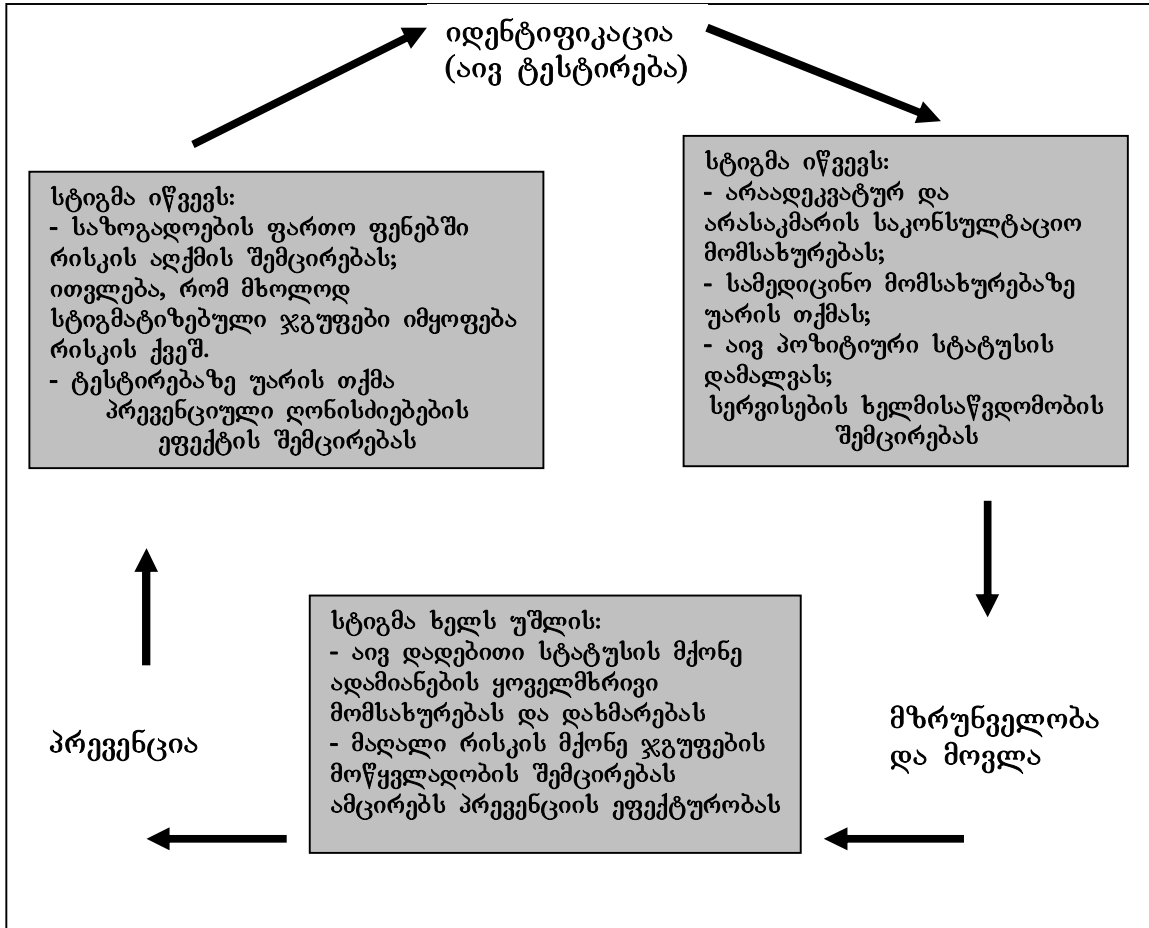 იდენტიფიკაცია
(აივ ტესტირება)
სტიგმა იწვევს:
- საზოგადოების ფართო ფენებში
რისკის აღქმის შემცირებას;
ითვლება, რომ მხოლოდ
სტიგმატიზებული ჯგუფები იმყოფება
რისკის ქვეშ.
- ტესტირებაზე უარის თქმა
პრევენციული ღონისძიებების
ეფექტის შემცირებას
სტიგმა იწვევს:
- არაადეკვატურ და
არასაკმარის საკონსულტაციო
მომსახურებას;
- სამედიცინო მომსახურებაზე
უარის თქმას;
- აივ პოზიტიური სტატუსის
დამალვას;
სერვისების ხელმისაწვდომობის
შემცირებას
სტიგმა ხელს უშლის:
- აივ დადებითი სტატუსის მქონე
ადამიანების ყოველმხრივი
მომსახურებას და დახმარებას
- მაღალი რისკის მქონე ჯგუფების
მოწყვლადობის შემცირებას
ამცირებს პრევენციის ეფექტურობას
პრევენცია
მზრუნველობა
და მოვლა